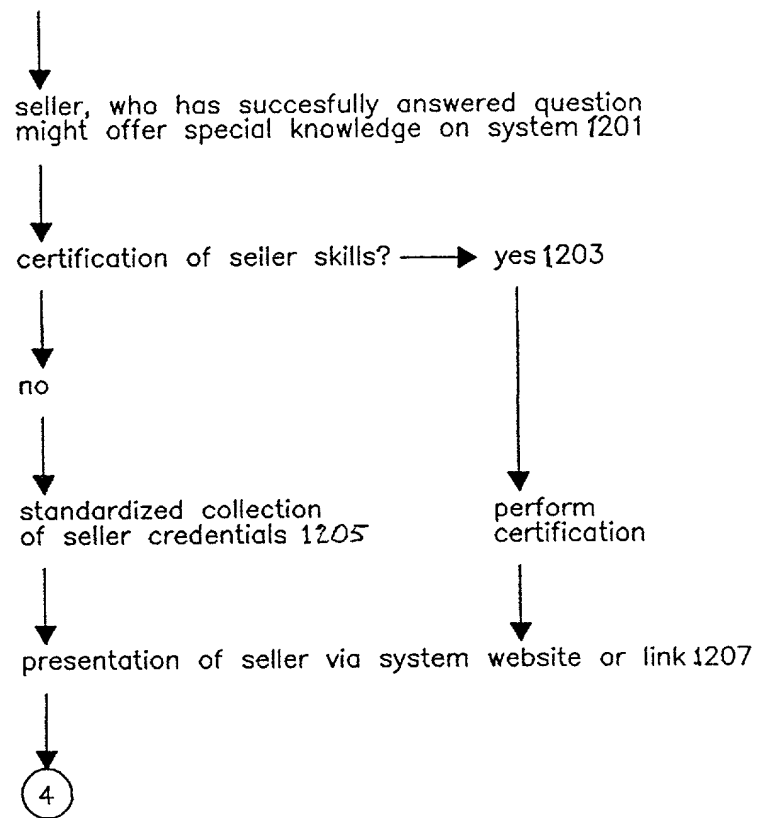 seller, who has succesfully answered question
might offer special knowledge on system 1201
certification of seiler skills?
yes 1203
no
standardized collection
of seller credentials 1205
perform
certification
presentation of seller via system website or link 1207
4